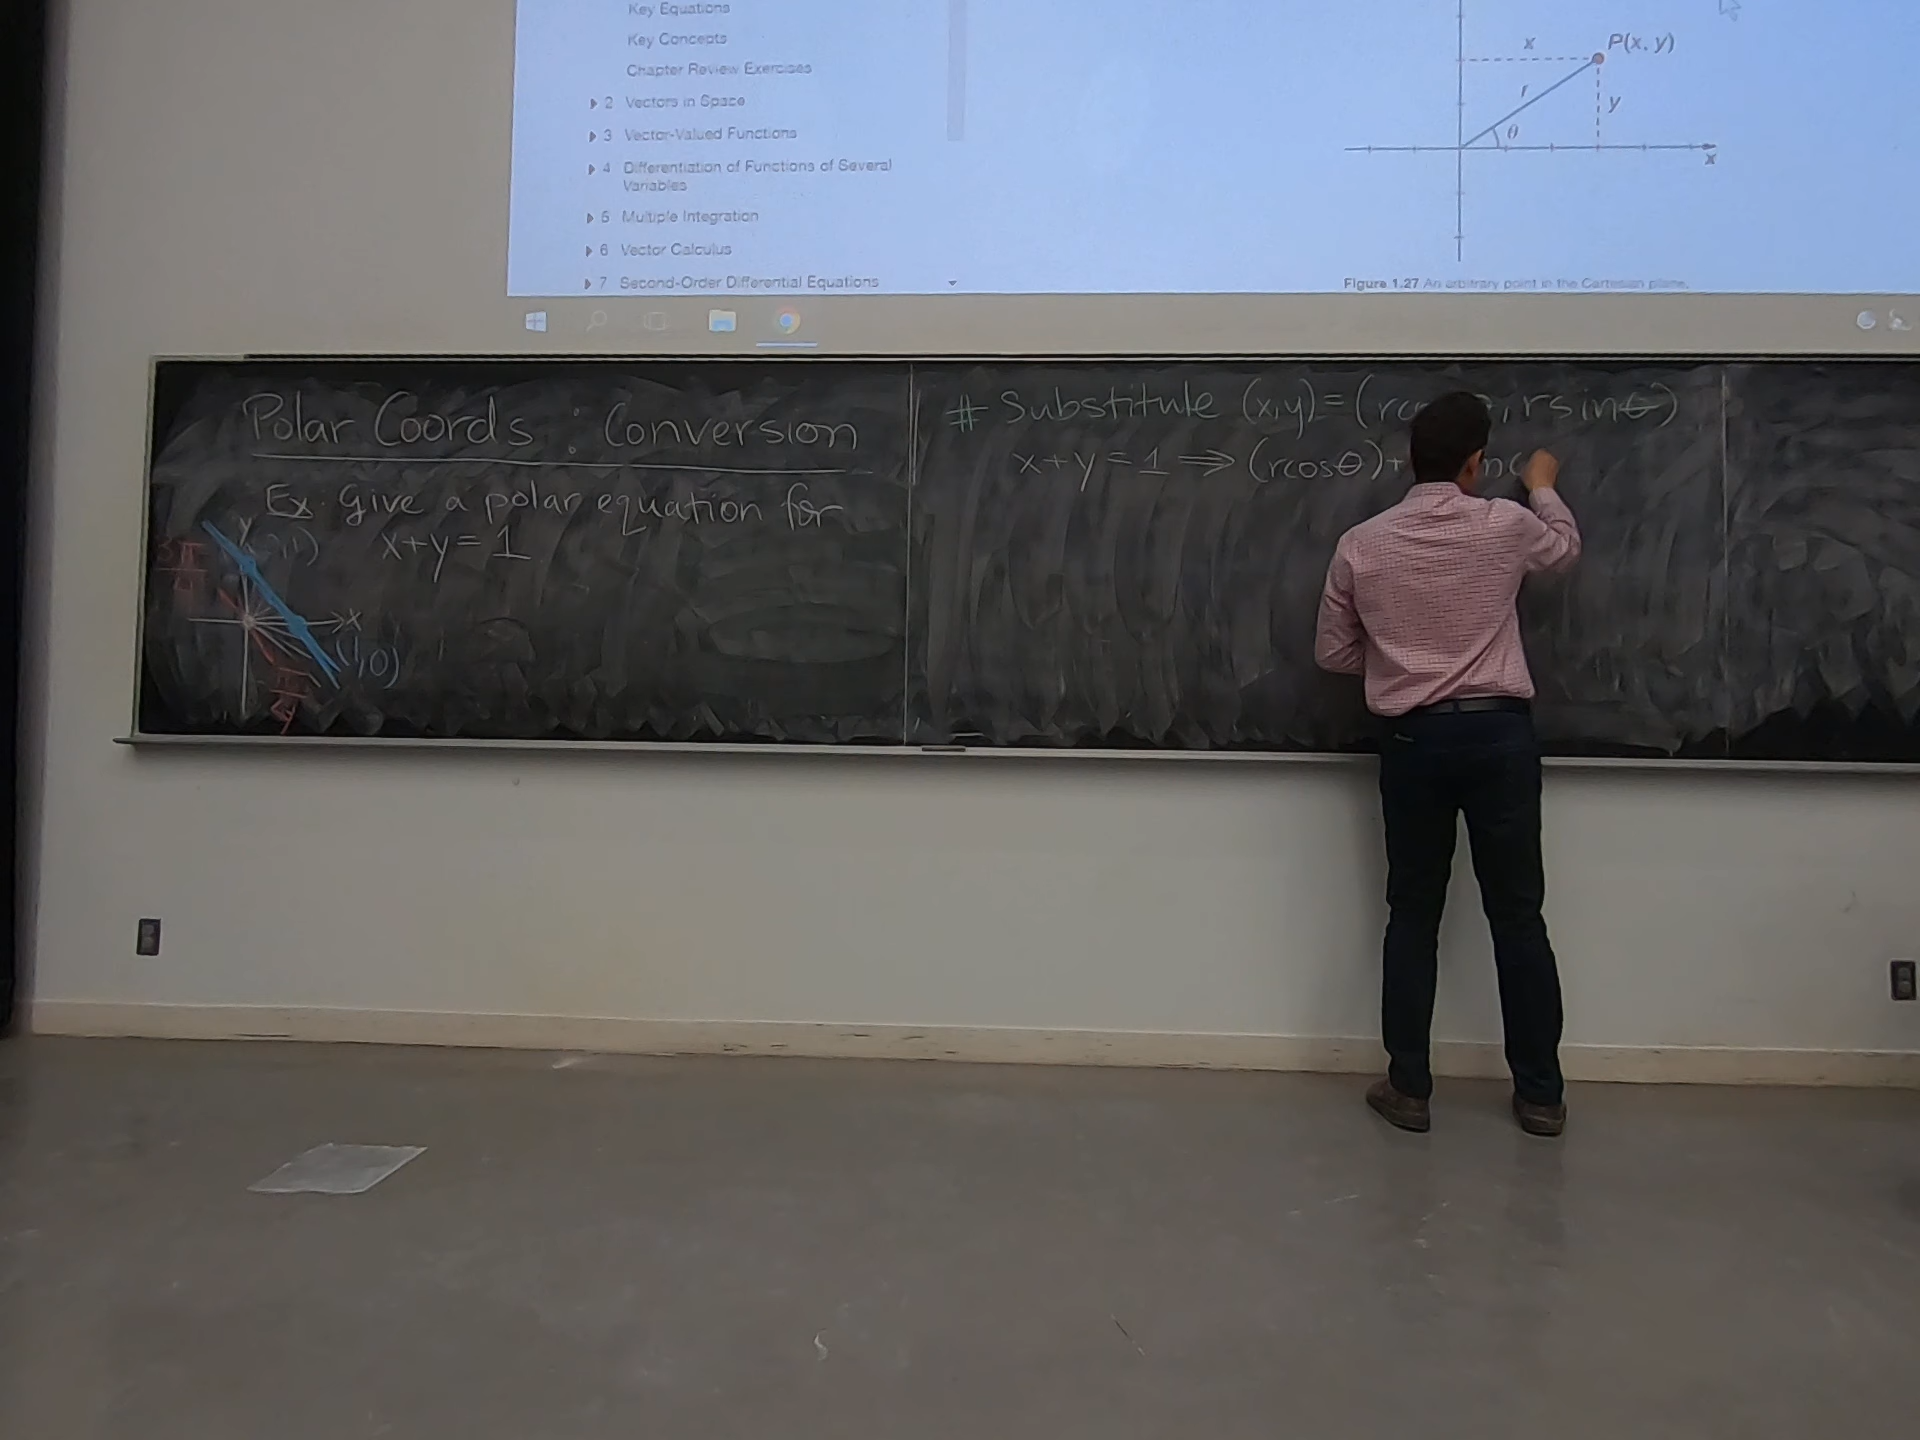 Key Equations
Key Concepts
Chapter Review Exercises
2 Vectors in Space
3 Vector-Valued Functions
4 Differentiation of Functions of Several
Variables
5 Multiple Integration
6 Vector Calculus
7 Second-Order Differential Equations
x
P(x, y)
r
y
θ
x
Figure 1.27 An arbitrary point in the Cartesian plane.
Polar Coords : Conversion
Ex: Give a polar equation for
x+y=1
y
x
(1,0)
3π/4
# Substitute (x,y)=(rco , rsinθ)
x+y=1 ⇒ (rcosθ)+